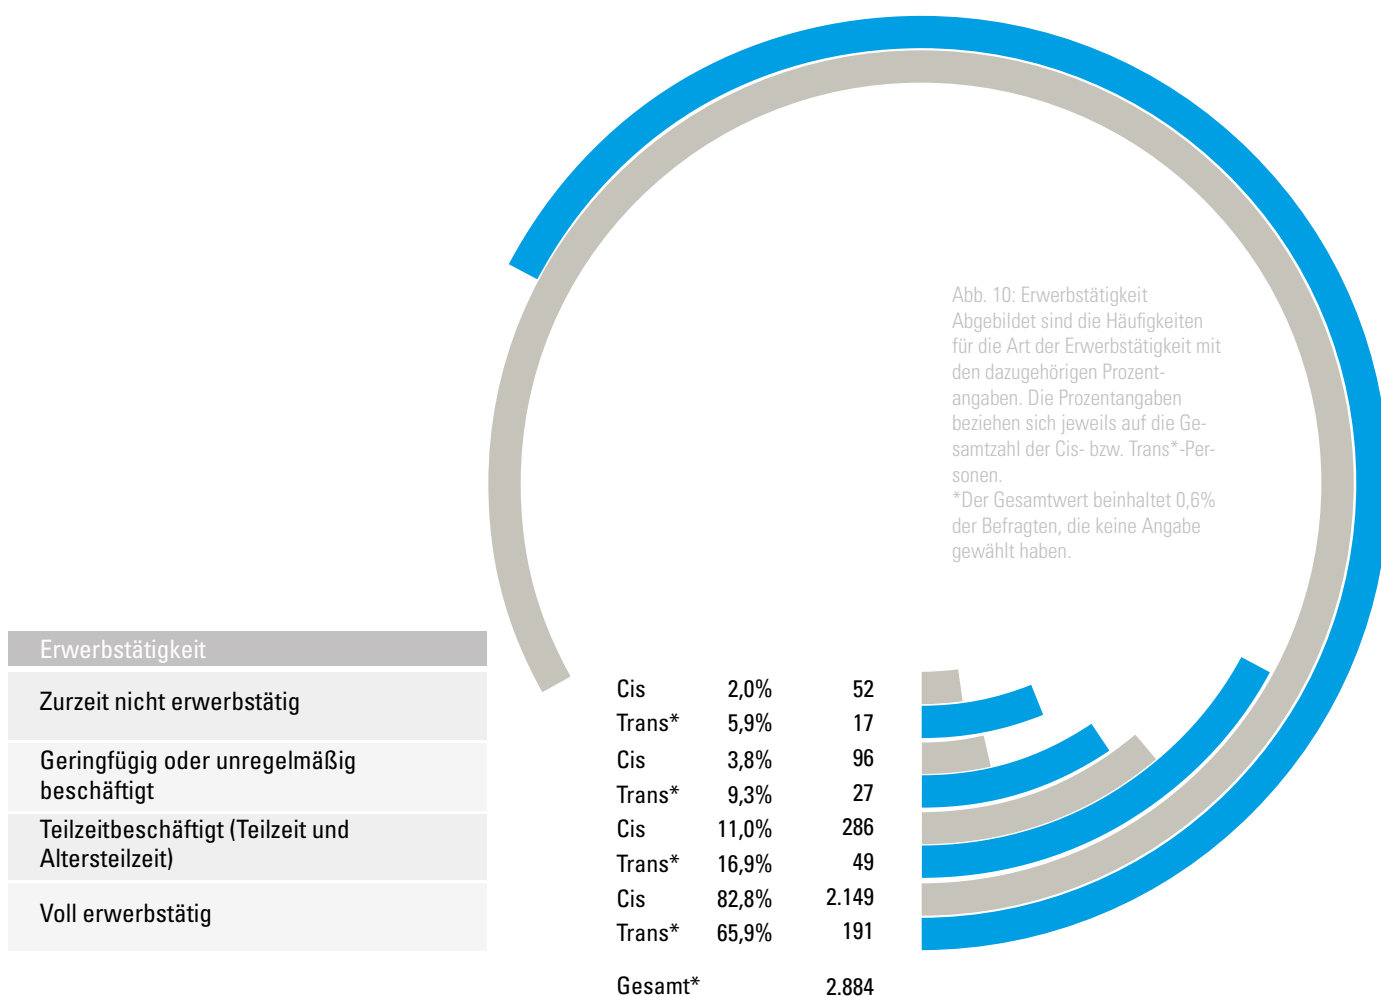 Abb. 10: Erwerbstätigkeit
Abgebildet sind die Häufigkeiten
für die Art der Erwerbstätigkeit mit
den dazugehörigen Prozent-
angaben. Die Prozentangaben
beziehen sich jeweils auf die Ge-
samtzahl der Cis- bzw. Trans*-Per-
sonen.
*Der Gesamtwert beinhaltet 0,6%
der Befragten, die keine Angabe
gewählt haben.
Erwerbstätigkeit
Zurzeit nicht erwerbstätig
Cis 2,0% 52
Trans* 5,9% 17
Geringfügig oder unregelmäßig
beschäftigt
Cis 3,8% 96
Trans* 9,3% 27
Teilzeitbeschäftigt (Teilzeit und
Altersteilzeit)
Cis 11,0% 286
Trans* 16,9% 49
Voll erwerbstätig
Cis 82,8% 2.149
Trans* 65,9% 191
Gesamt* 2.884